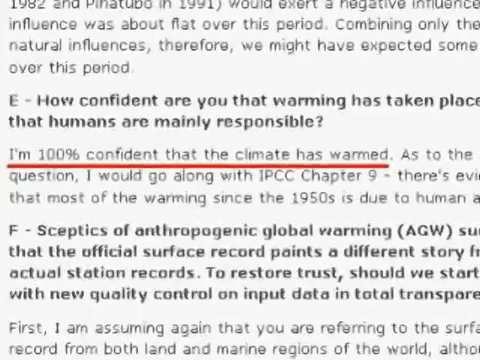 1982 and Pinatubo in 1991) would exert a negative influence
influence was about flat over this period. Combining only the
natural influences, therefore, we might have expected some
over this period.
E - How confident are you that warming has taken place
that humans are mainly responsible?
I'm 100% confident that the climate has warmed. As to the
question, I would go along with IPCC Chapter 9 - there's evi
that most of the warming since the 1950s is due to human a
F - Sceptics of anthropogenic global warming (AGW) su
that the official surface record paints a different story f
actual station records. To restore trust, should we start
with new quality control on input data in total transpare
First, I am assuming again that you are referring to the surfa
record from both land and marine regions of the world, altho